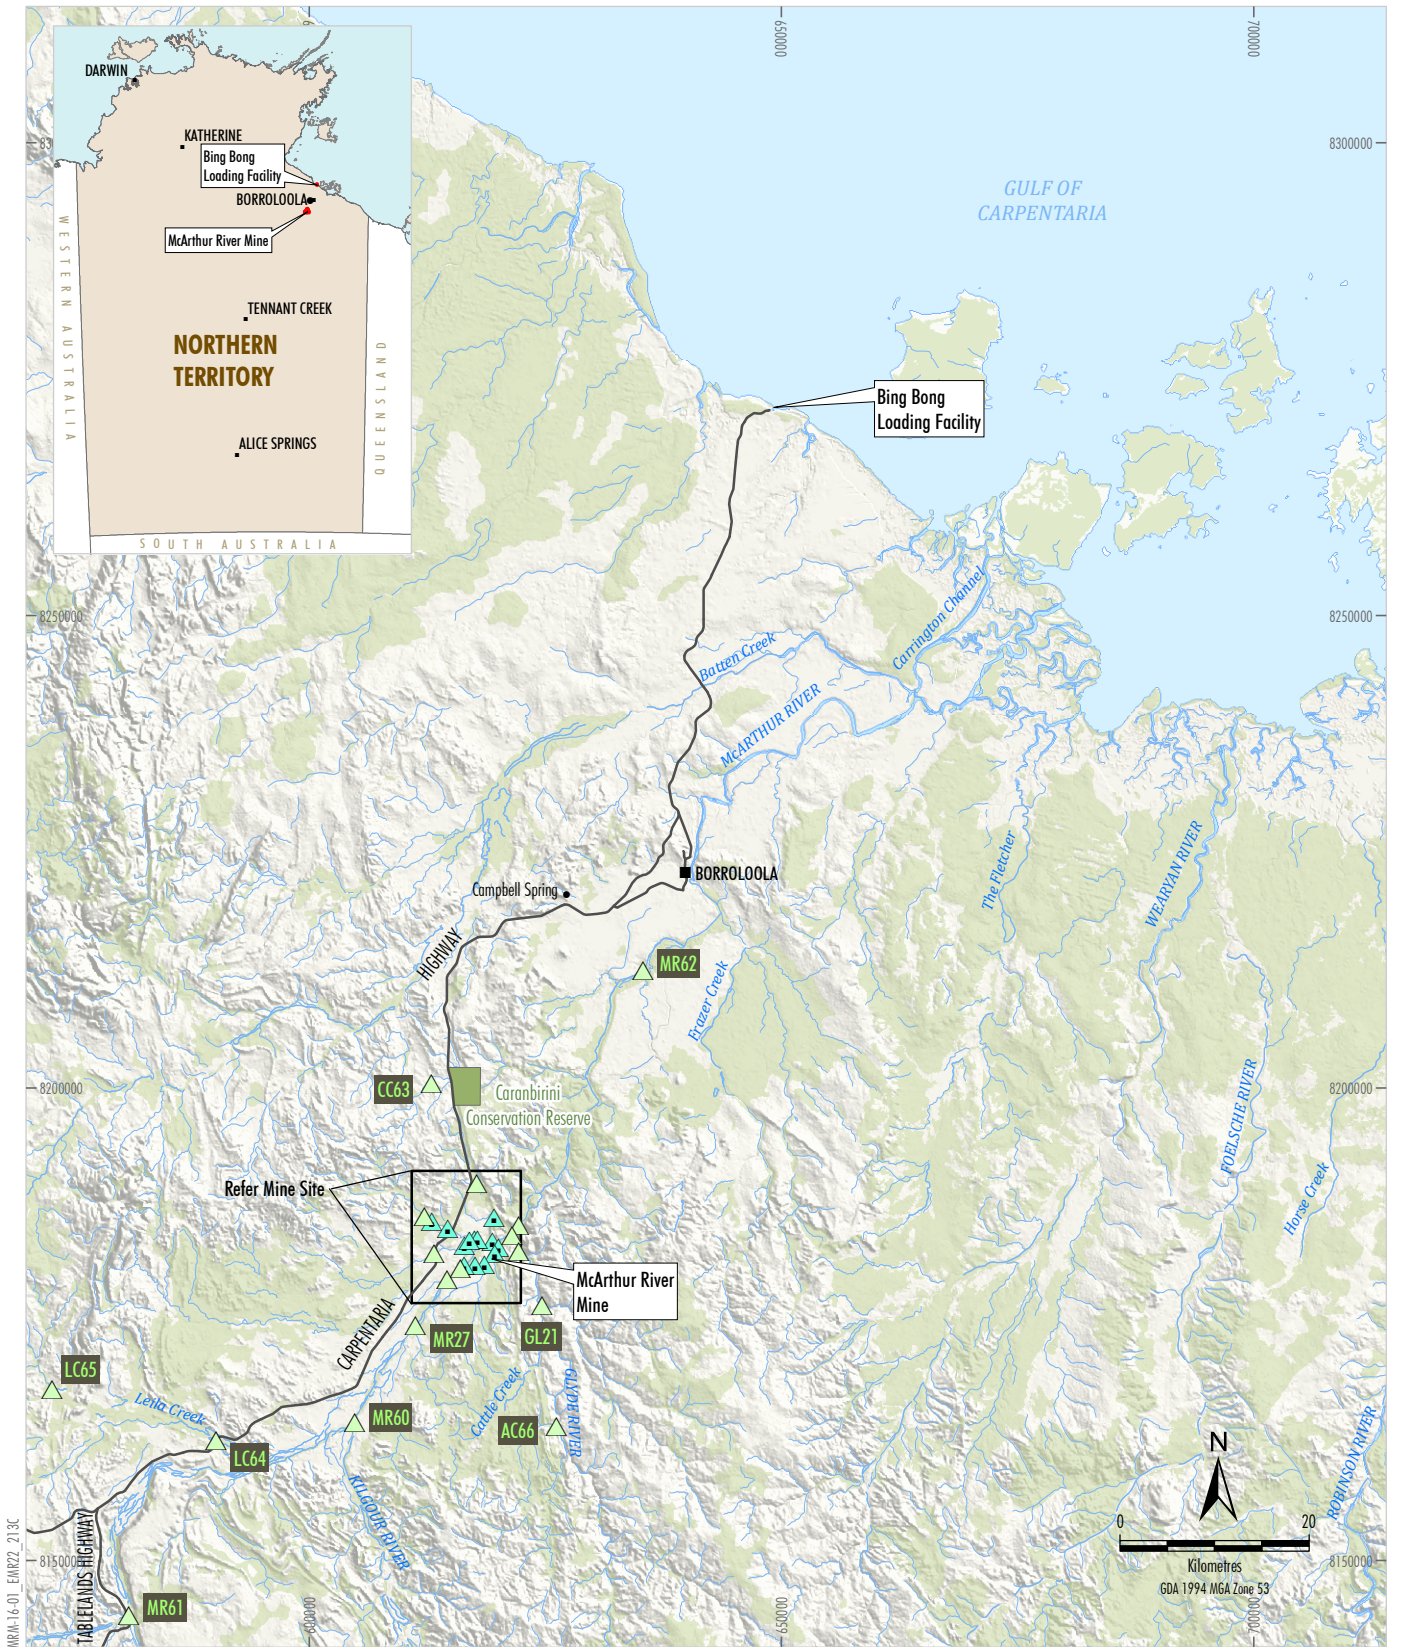 650000
700000
DARWIN
KATHERINE
Bing Bong
Loading Facility
BORROLOOLA
McArthur River Mine
TENNANT CREEK
NORTHERN
TERRITORY
ALICE SPRINGS
WESTERN AUSTRALIA
QUEENSLAND
SOUTH AUSTRALIA
8300000
GULF OF
CARPENTARIA
Bing Bong
Loading Facility
8250000
8250000
Carrington Channel
Batten Creek
McARTHUR RIVER
BORROLOOLA
Campbell Spring
The Fletcher
WEARYAN RIVER
HIGHWAY
MR62
Frazer Creek
8200000
8200000
CC63
Caranbirini
Conservation Reserve
FOELSCHE RIVER
Horse Creek
Refer Mine Site
McArthur River
Mine
CARPENTARIA
MR27
GL21
LC65
Leila Creek
MR60
Cattle Creek
GLYDE RIVER
AC66
LC64
KILGOUR RIVER
ROBINSON RIVER
N
0
20
Kilometres
GDA 1994 MGA Zone 53
8150000
8150000
TABLELANDS HIGHWAY
MR61
600000
650000
700000
MRM-16-01_EMR22_213C